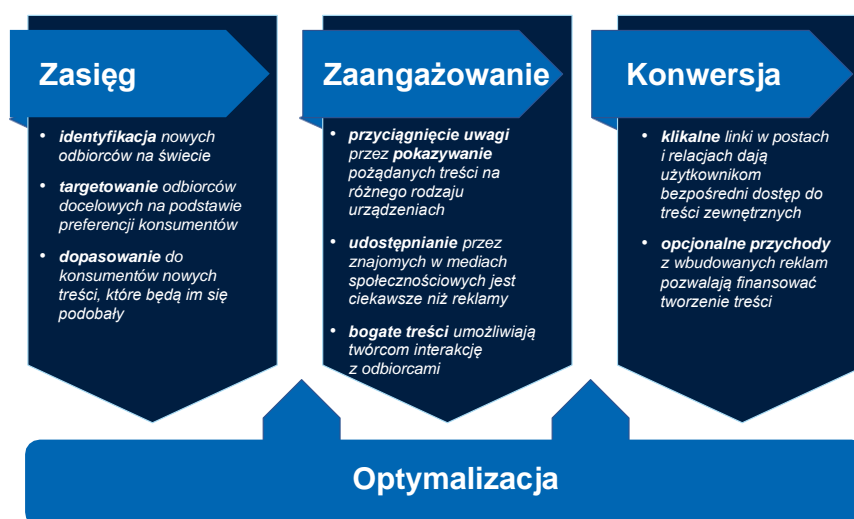 Zasięg
• identyfikacja nowych
odbiorców na świecie
• targetowanie odbiorców
docelowych na podstawie
preferencji konsumentów
• dopasowanie do
konsumentów nowych
treści, które będą im się
podobały
Zaangażowanie
• przyciągnięcie uwagi
przez pokazywanie
pożądanych treści na
różnego rodzaju
urządzeniach
• udostępnianie przez
znajomych w mediach
społecznościowych jest
ciekawsze niż reklamy
• bogate treści umożliwiają
twórcom interakcję
z odbiorcami
Konwersja
• klikalne linki w postach
i relacjach dają
użytkownikom
bezpośredni dostęp do
treści zewnętrznych
• opcjonalne przychody
z wbudowanych reklam
pozwalają finansować
tworzenie treści
Optymalizacja